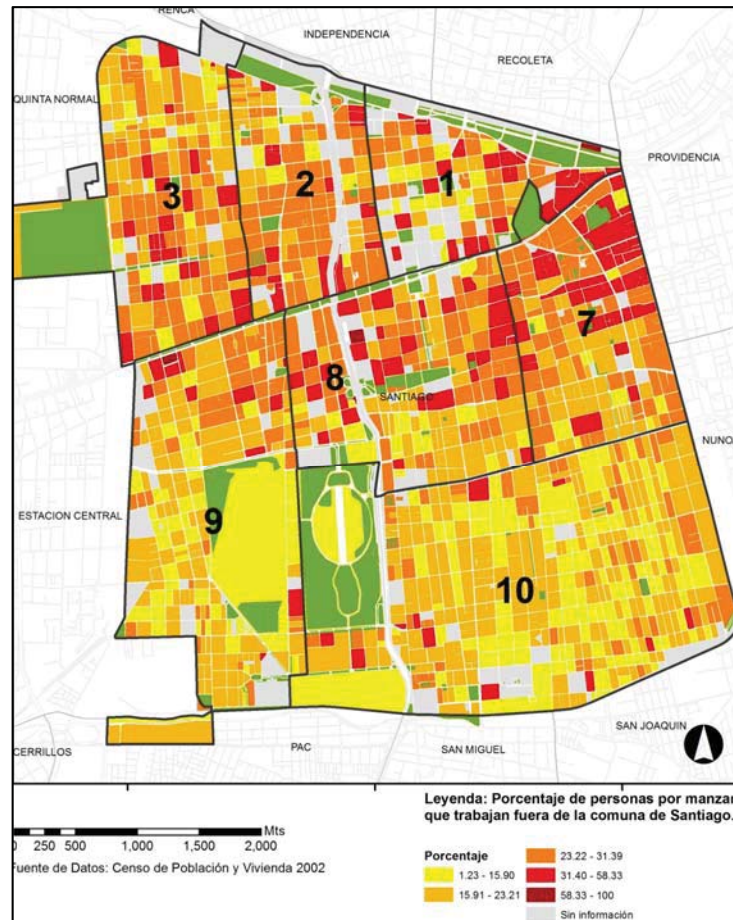 RENCA
INDEPENDENCIA
RECOLETA
QUINTA NORMAL
PROVIDENCIA
3
2
1
7
8
SANTIAGO
NUNO
ESTACION CENTRAL
9
10
SAN JOAQUIN
CERRILLOS
PAC
SAN MIGUEL
Leyenda: Porcentaje de personas por manzan
que trabajan fuera de la comuna de Santiago.
Mts
0 250 500 1,000 1,500 2,000
Fuente de Datos: Censo de Población y Vivienda 2002
Porcentaje
1.23 - 15.90
15.91 - 23.21
23.22 - 31.39
31.40 - 58.33
58.33 - 100
Sin información